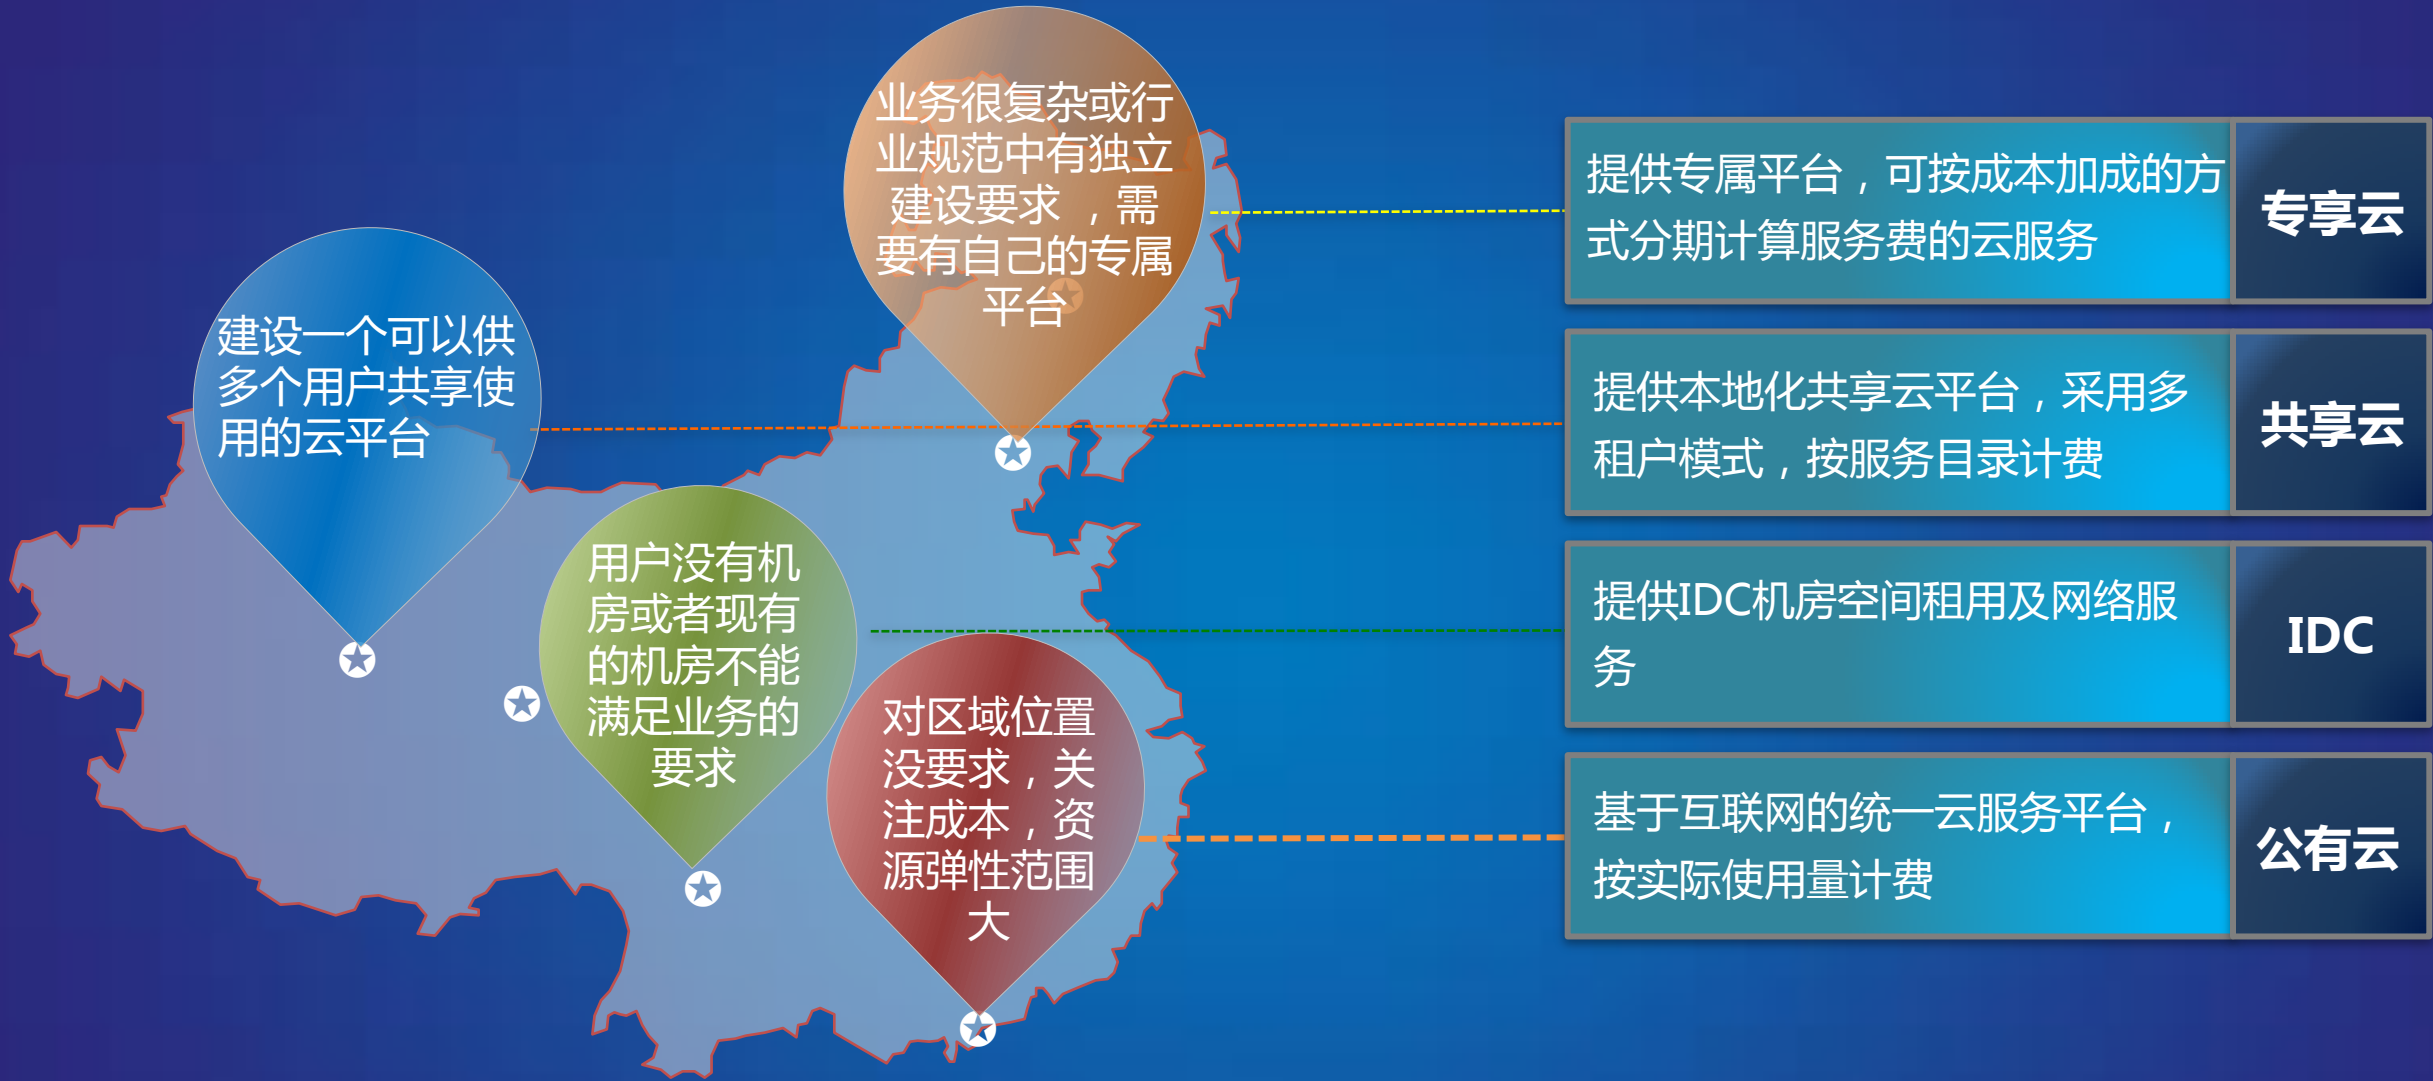 业务很复杂或行
业规范中有独立
建设要求 ，需
要有自己的专属
平台
建设一个可以供
多个用户共享使
用的云平台
用户没有机
房或者现有
的机房不能
满足业务的
要求
对区域位置
没要求，关
注成本，资
源弹性范围
大
提供专属平台，可按成本加成的方
式分期计算服务费的云服务
专享云
提供本地化共享云平台，采用多
租户模式，按服务目录计费
共享云
提供IDC机房空间租用及网络服
务
IDC
基于互联网的统一云服务平台，
按实际使用量计费
公有云